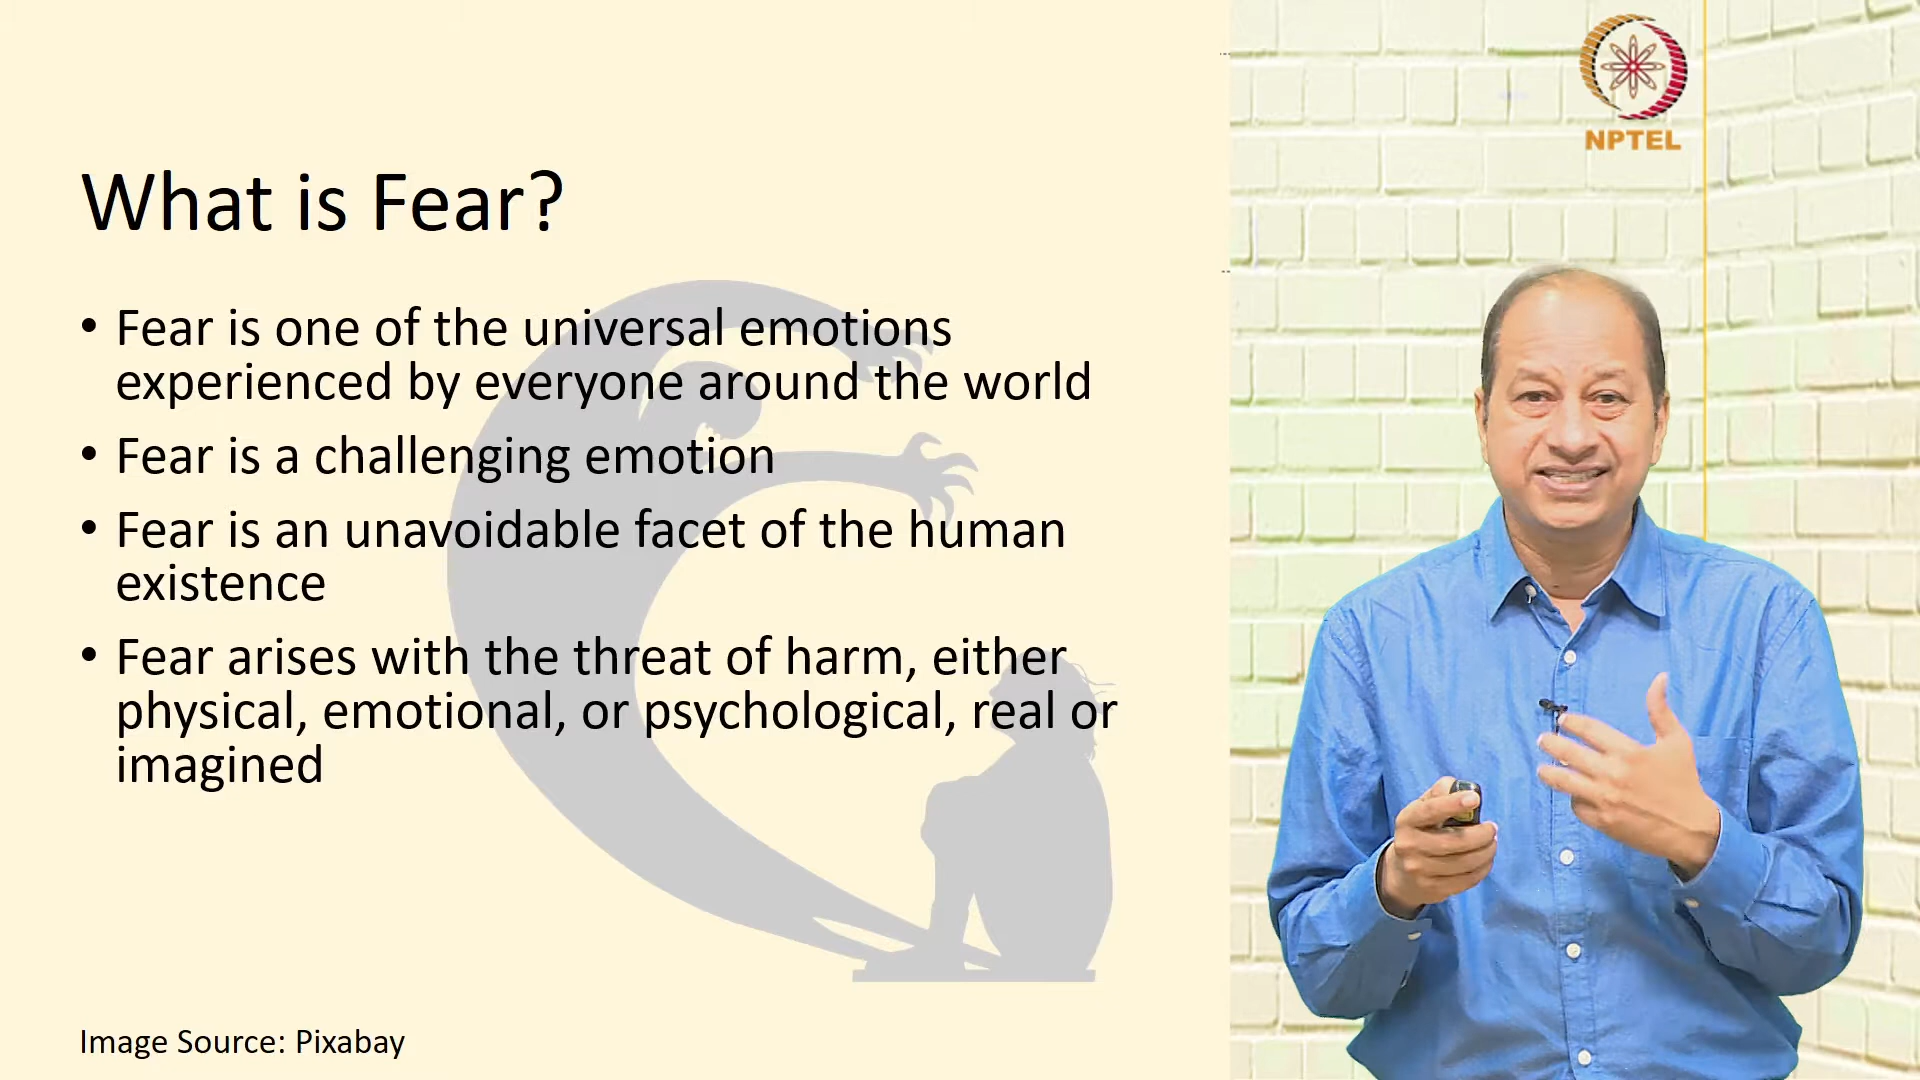 NPTEL
What is Fear?
• Fear is one of the universal emotions
experienced by everyone around the world
• Fear is a challenging emotion
• Fear is an unavoidable facet of the human
existence
• Fear arises with the threat of harm, either
physical, emotional, or psychological, real or
imagined
Image Source: Pixabay